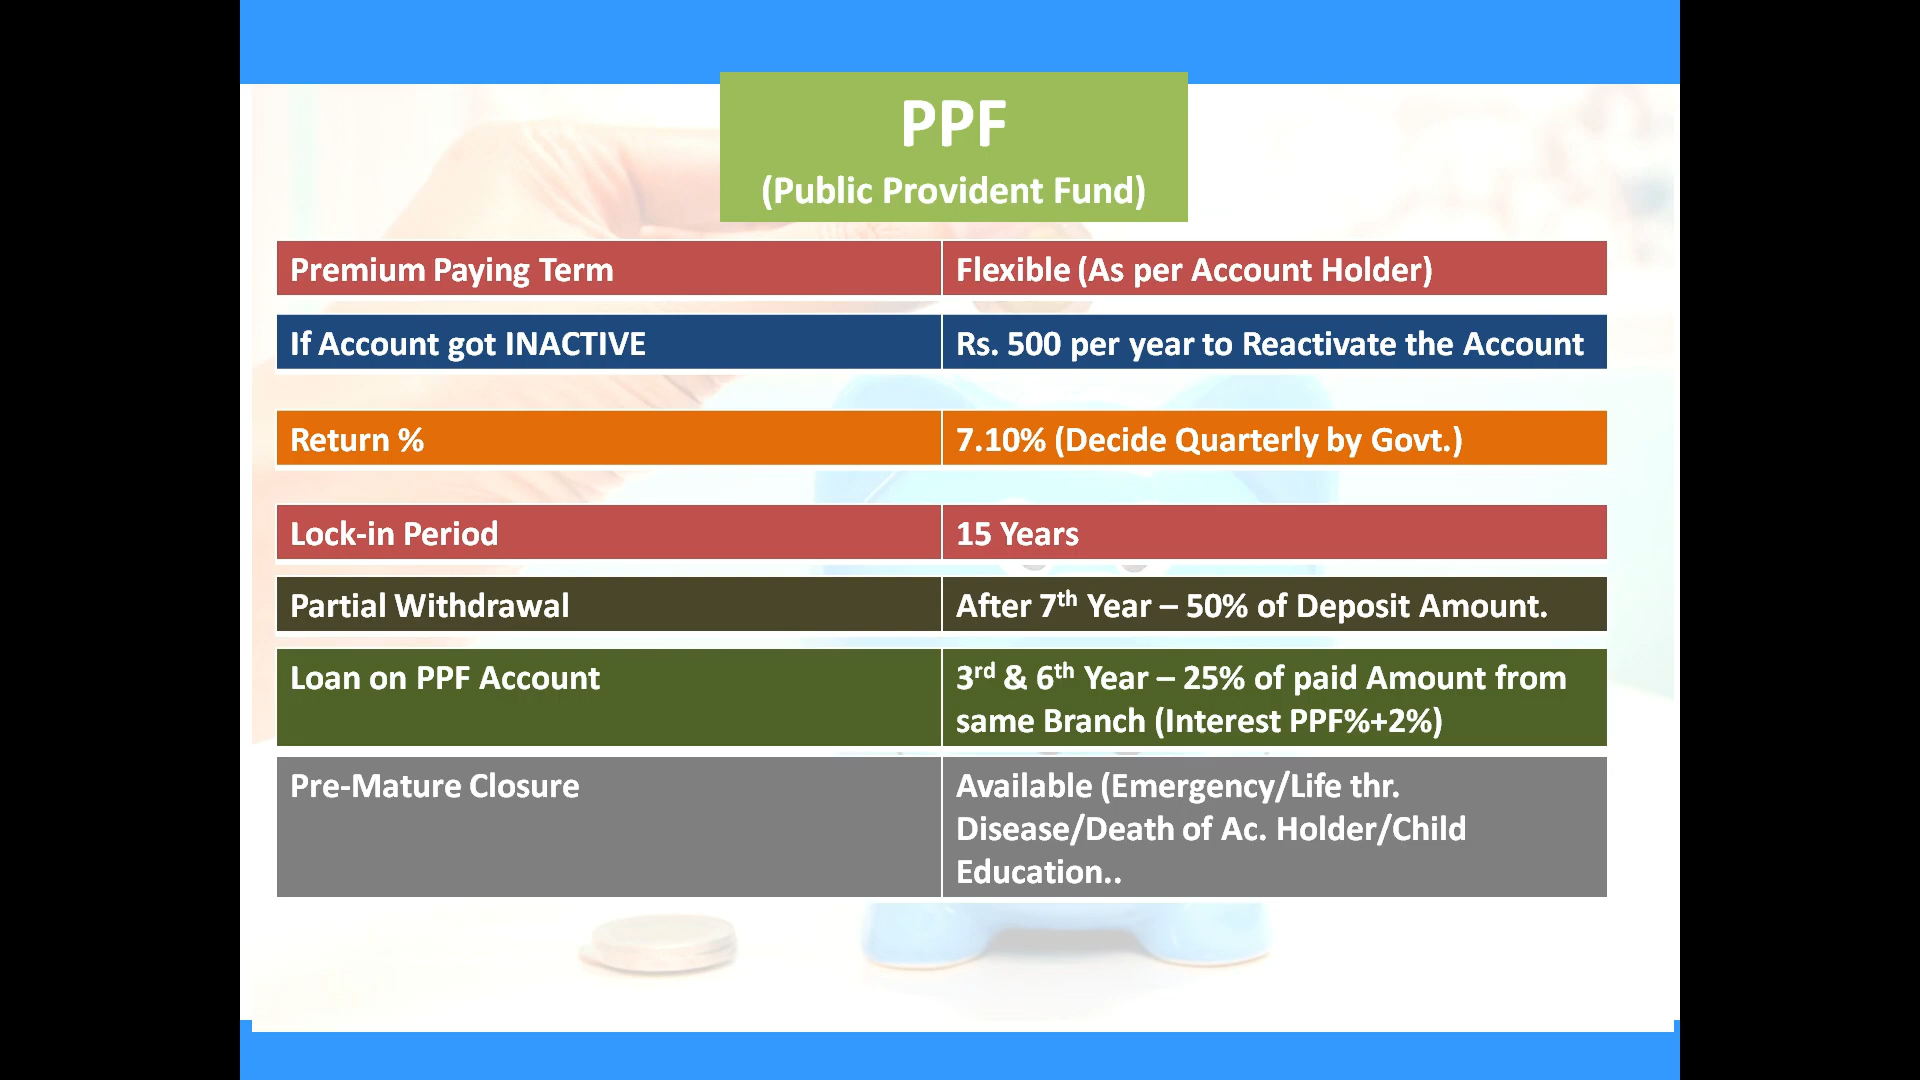 PPF
(Public Provident Fund)
Premium Paying Term
Flexible (As per Account Holder)
If Account got INACTIVE
Rs. 500 per year to Reactivate the Account
Return %
7.10% (Decide Quarterly by Govt.)
Lock-in Period
15 Years
Partial Withdrawal
After 7th Year – 50% of Deposit Amount.
Loan on PPF Account
3rd & 6th Year – 25% of paid Amount from
same Branch (Interest PPF%+2%)
Pre-Mature Closure
Available (Emergency/Life thr.
Disease/Death of Ac. Holder/Child
Education..